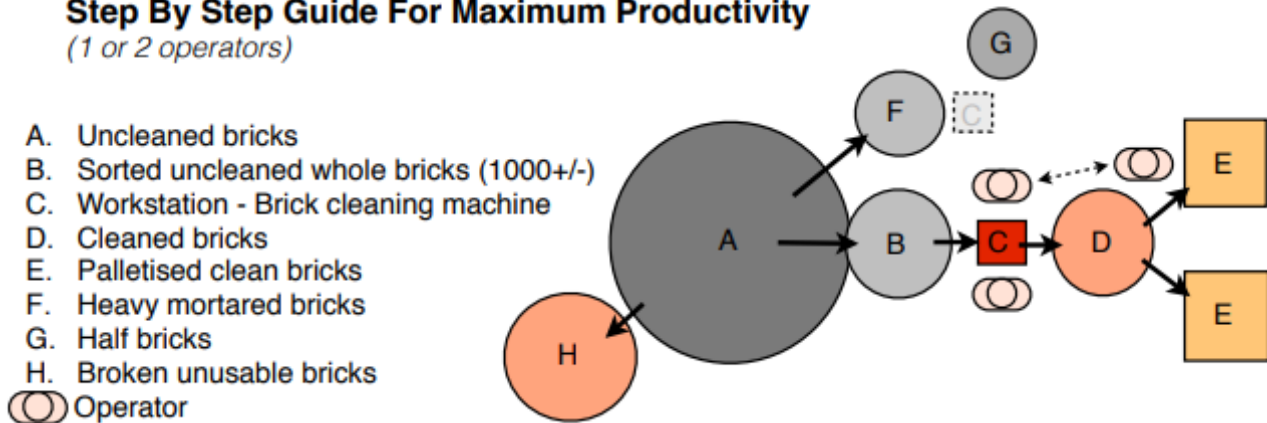 Step By Step Guide For Maximum Productivity
(1 or 2 operators)
A. Uncleaned bricks
B. Sorted uncleaned whole bricks (1000+/-)
C. Workstation - Brick cleaning machine
D. Cleaned bricks
E. Palletised clean bricks
F. Heavy mortared bricks
G. Half bricks
H. Broken unusable bricks
Operator
G
F
C
E
A
B
C
D
E
H